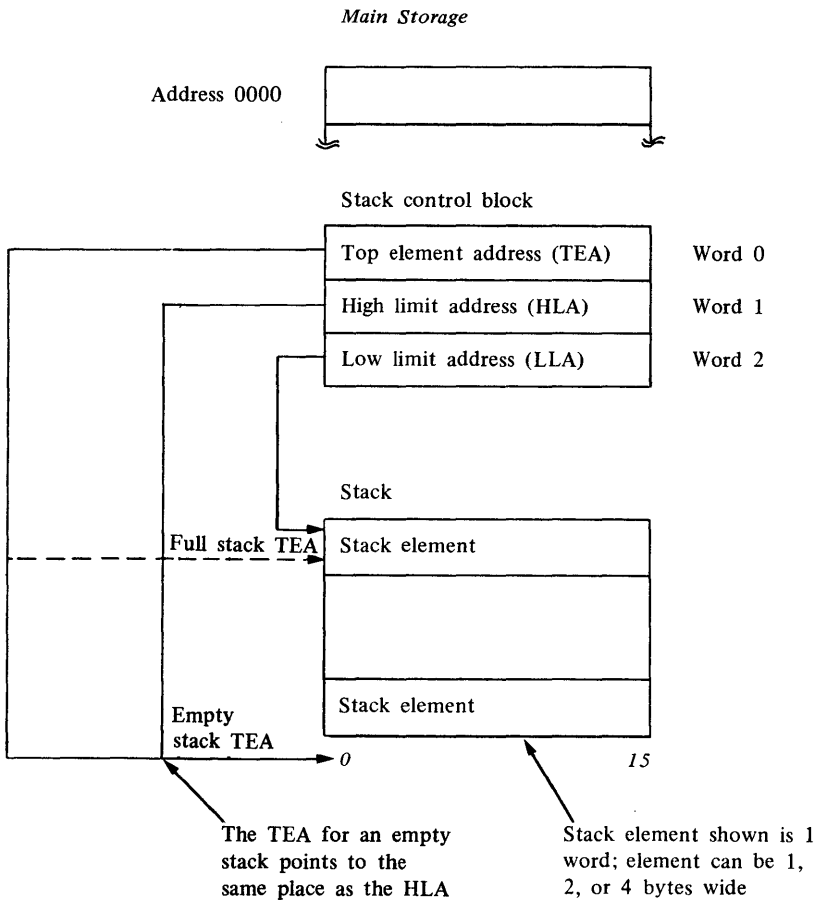 Main Storage
Address 0000
Stack control block
Top element address (TEA) Word 0
High limit address (HLA) Word 1
Low limit address (LLA) Word 2
Stack
Full stack TEA
Stack element
Stack element
Empty
stack TEA
0 15
The TEA for an empty
stack points to the
same place as the HLA
Stack element shown is 1
word; element can be 1,
2, or 4 bytes wide